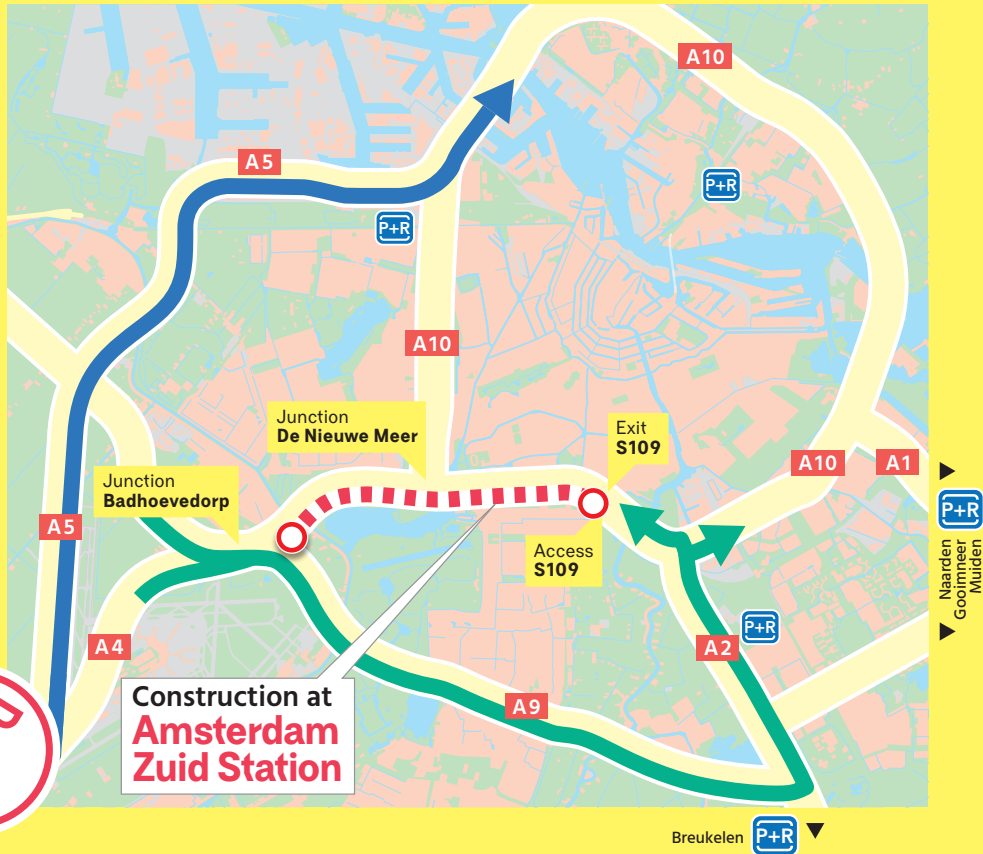 A10
A5
P+R
P+R
A10
Junction
De Nieuwe Meer
Exit
S109
Junction
Badhoevedorp
A10
A1
P+R
Naarden
Gooimneer
Muiden
A5
Access
S109
A4
P+R
A2
A9
Construction at
Amsterdam
Zuid Station
Breukelen P+R